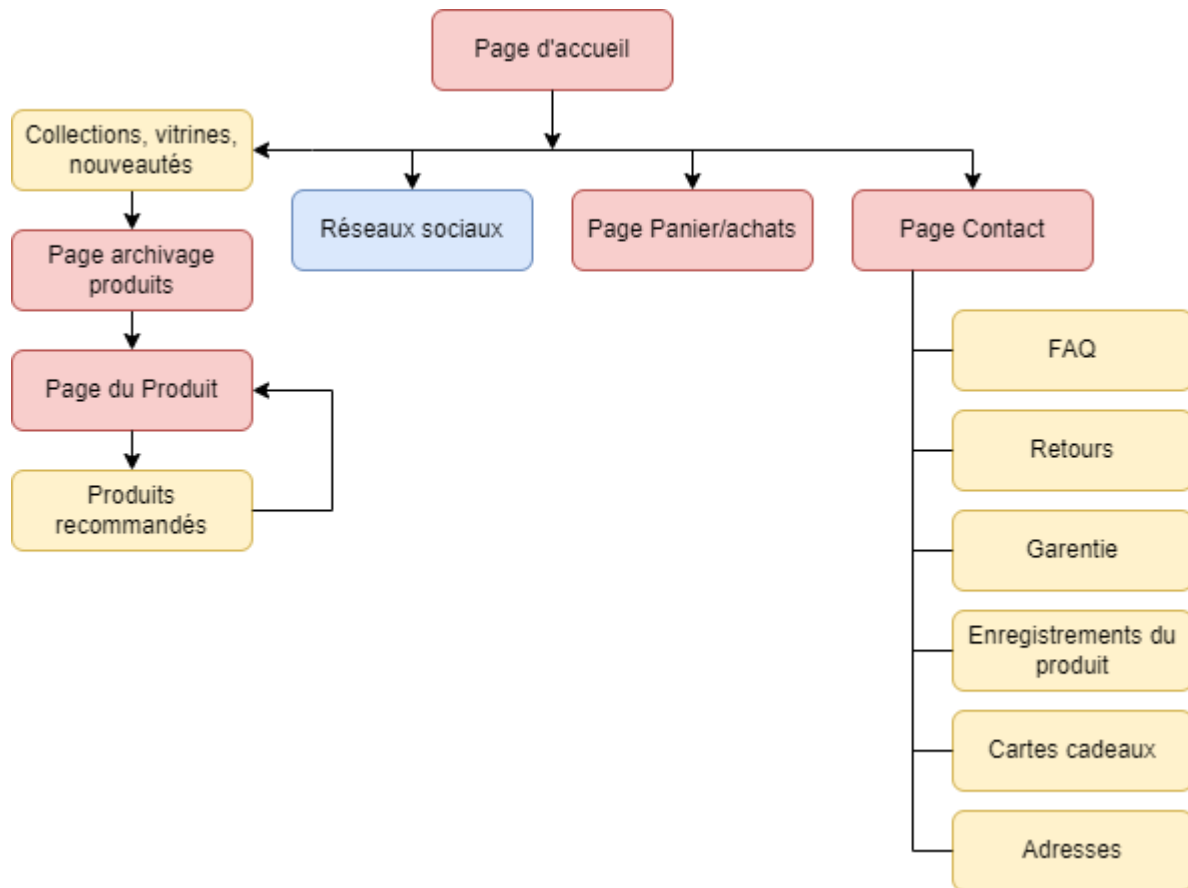 Page d'accueil
Collections, vitrines,
nouveautés
Réseaux sociaux
Page Panier/achats
Page Contact
Page archivage
produits
Page du Produit
Produits
recommandés
FAQ
Retours
Garentie
Enregistrements du
produit
Cartes cadeaux
Adresses